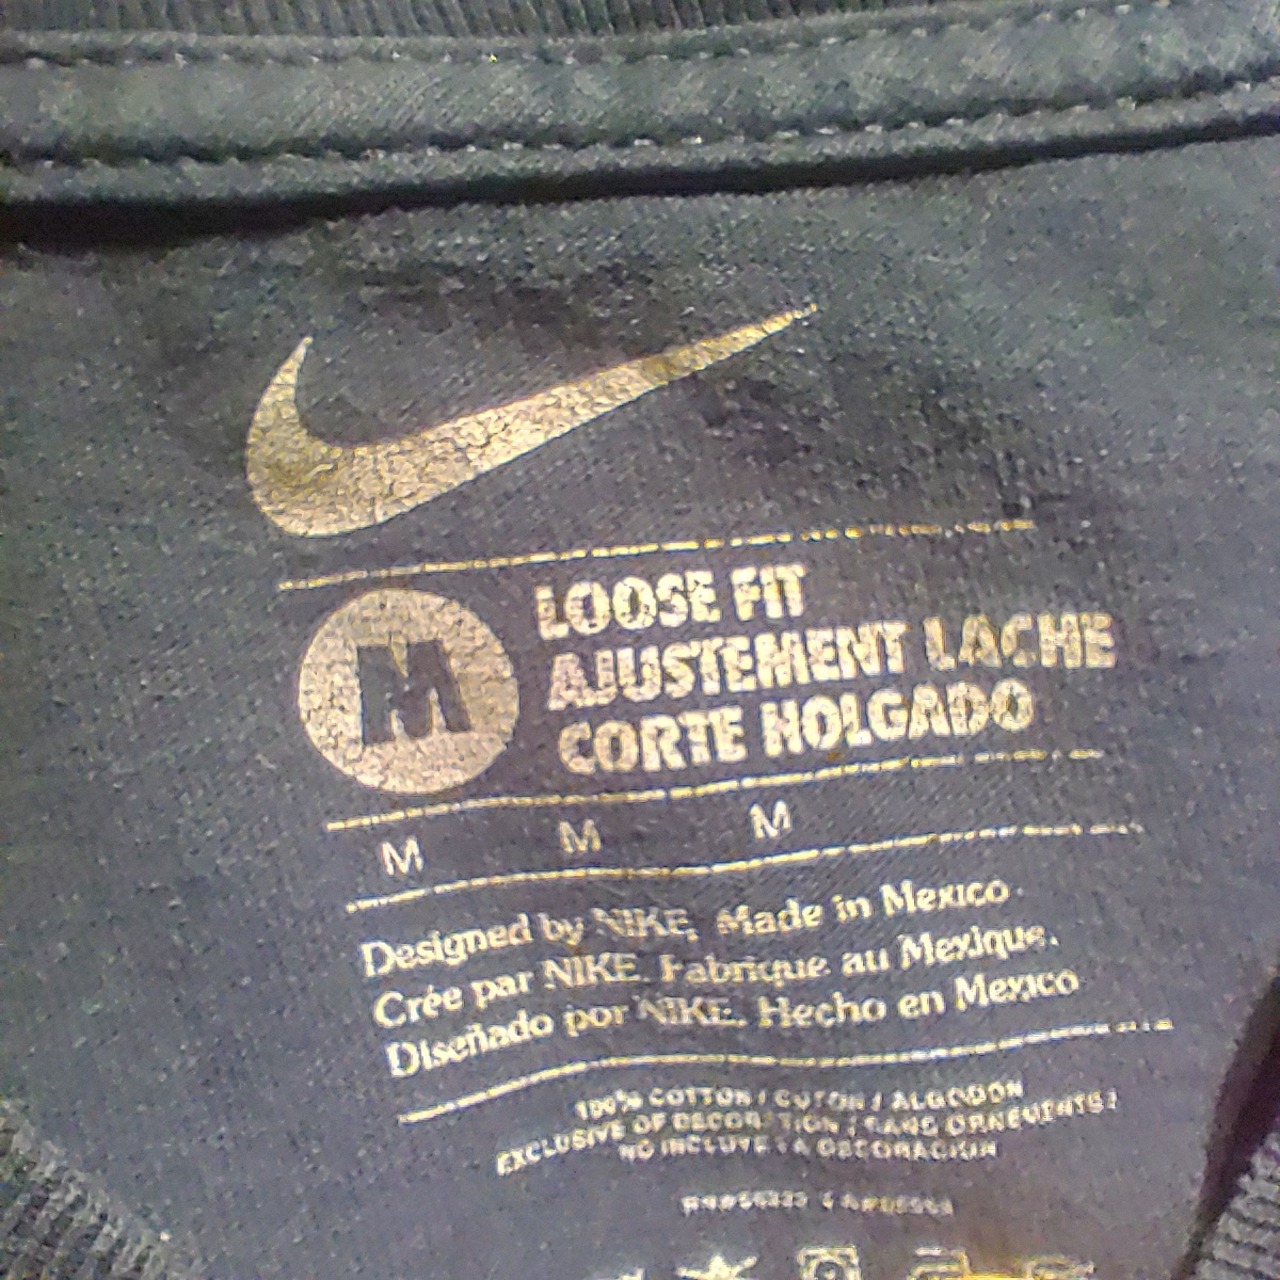 M
LOOSE FIT
AJUSTEMENT LACHE
CORTE HOLGADO
M M M
Designed by NIKE, Made in Mexico.
Crée par NIKE. Fabrique au Mexique.
Diseñado por NIKE. Hecho en Mexico
100% COTTON / COTON / ALGODON
EXCLUSIVE OF DECORATION / SANS ORNEMENTS /
NO INCLUYE LA DECORACION